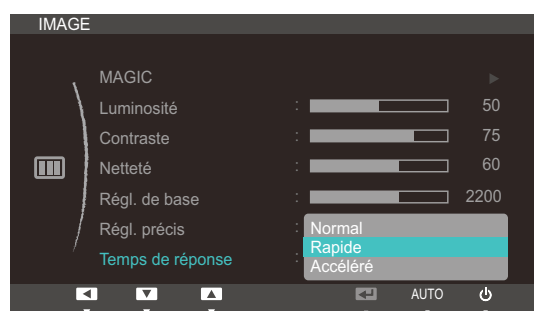 IMAGE
MAGIC
Luminosité : 50
Contraste : 75
Netteté : 60
Régl. de base : 2200
Régl. précis :
Normal
Rapide
Temps de réponse :
Accéléré
AUTO